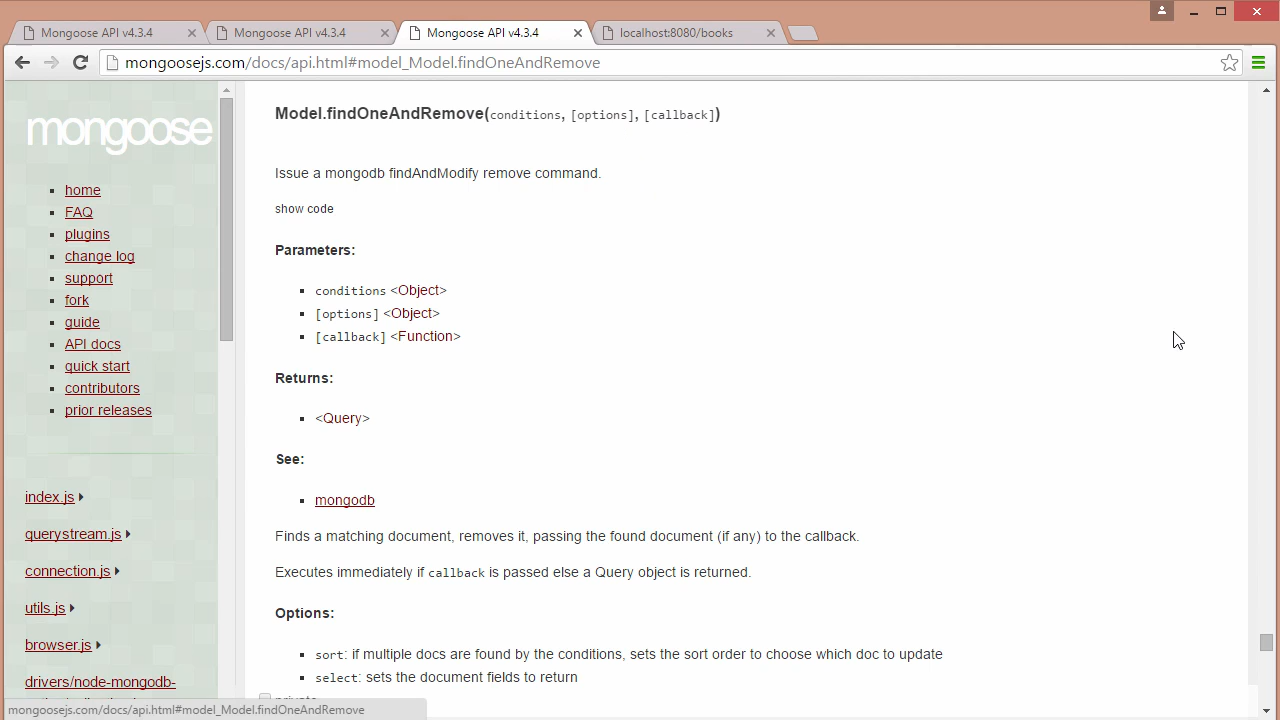 Mongoose API v4.3.4
Mongoose API v4.3.4
Mongoose API v4.3.4
localhost:8080/books
mongoosejs.com/docs/api.html#model_Model.findOneAndRemove
mongoose
home
FAQ
plugins
change log
support
fork
guide
API docs
quick start
contributors
prior releases
index.js
querystream.js
connection.js
utils.js
browser.js
drivers/node-mongodb-
Model.findOneAndRemove(conditions, [options], [callback])
Issue a mongodb findAndModify remove command.
show code
Parameters:
conditions <Object>
[options] <Object>
[callback] <Function>
Returns:
<Query>
See:
mongodb
Finds a matching document, removes it, passing the found document (if any) to the callback.
Executes immediately if callback is passed else a Query object is returned.
Options:
sort: if multiple docs are found by the conditions, sets the sort order to choose which doc to update
select: sets the document fields to return
private
mongoosejs.com/docs/api.html#model_Model.findOneAndRemove